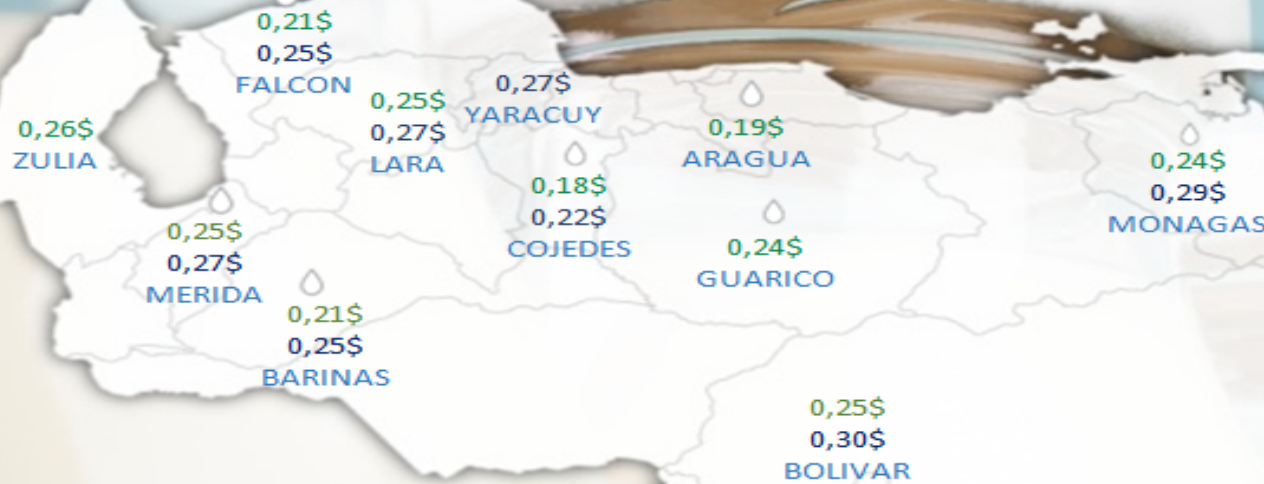 0,21$
0,25$
FALCON
0,27$
YARACUY
0,25$
0,27$
LARA
0,26$
ZULIA
0,19$
ARAGUA
0,24$
0,29$
MONAGAS
0,18$
0,22$
COJEDES
0,25$
0,27$
MERIDA
0,24$
GUARICO
0,21$
0,25$
BARINAS
0,25$
0,30$
BOLIVAR